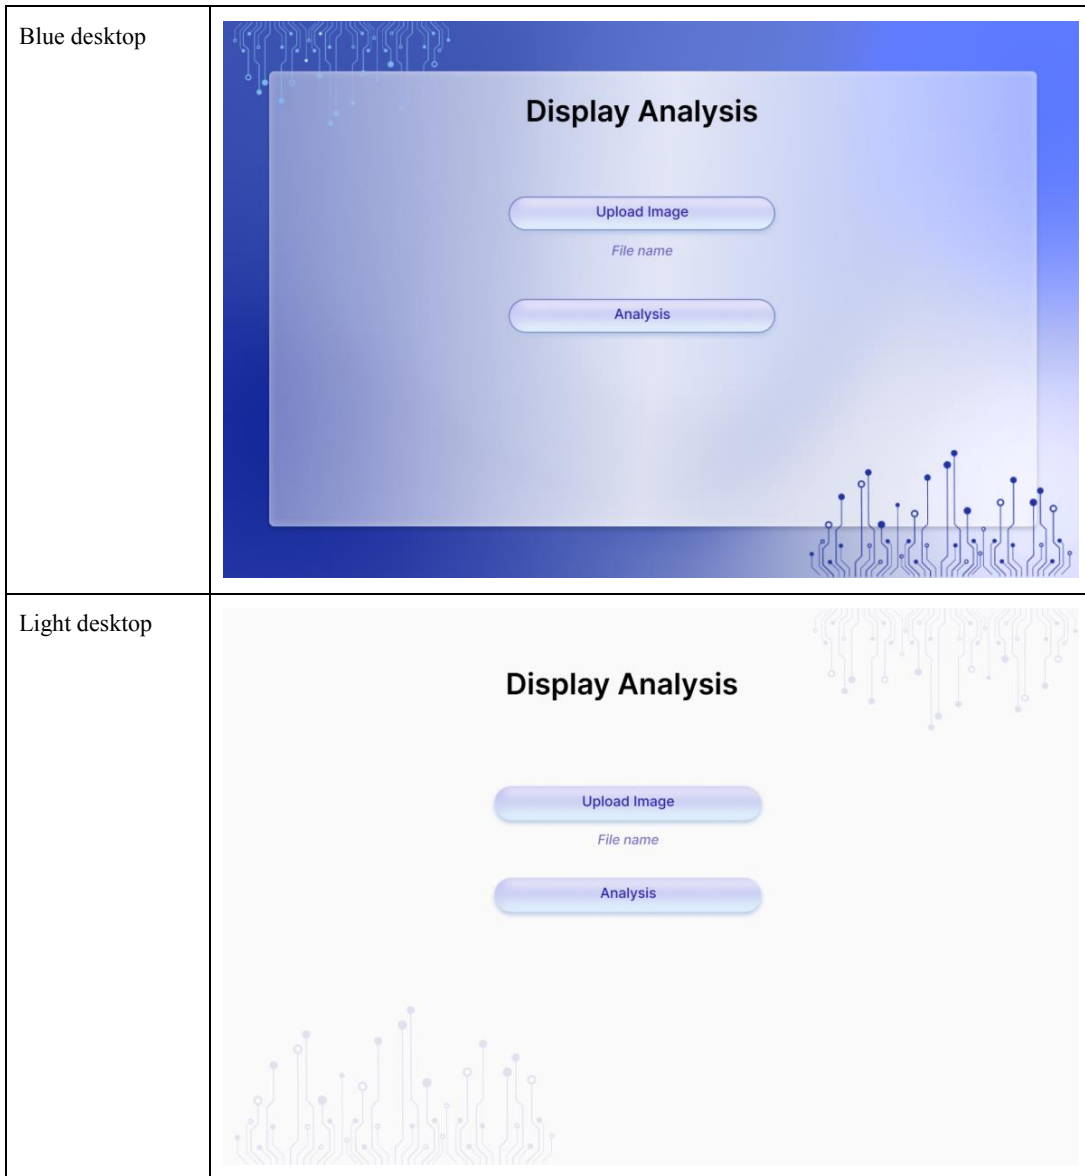 Blue desktop
Display Analysis
Upload Image
File name
Analysis
Light desktop
Display Analysis
Upload Image
File name
Analysis